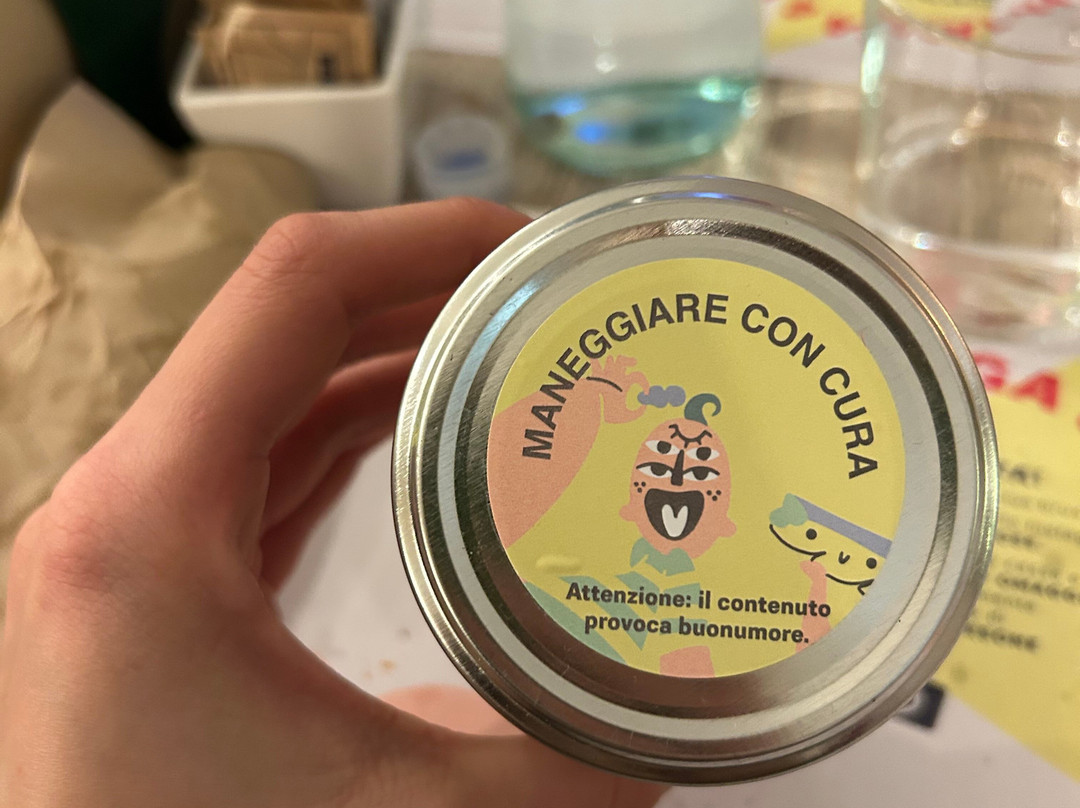 MANEGGIARE CON CURA
Attenzione: il contenuto
provoca buonumore.